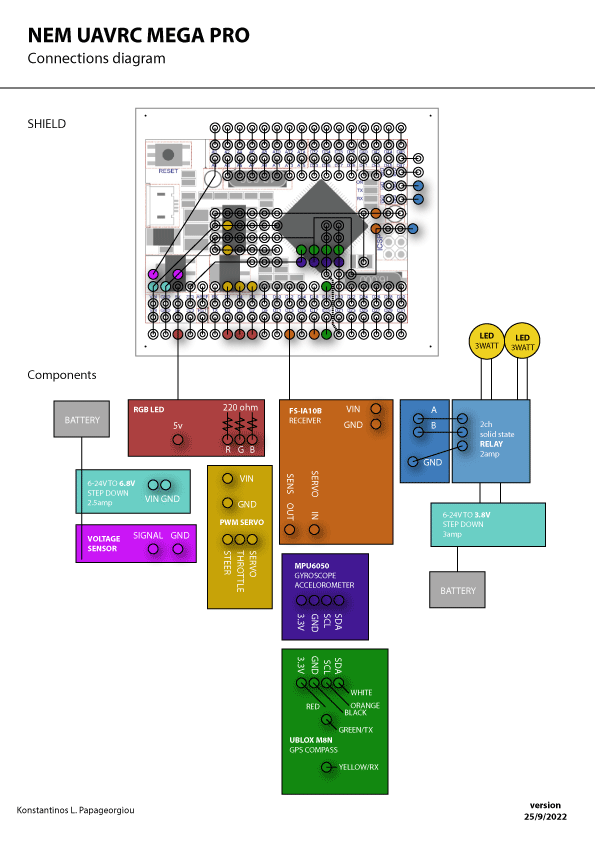 NEM UAVRC MEGA PRO
Connections diagram
SHIELD
RESET
TX
RX
ICSP
Components
LED
3WATT
LED
3WATT
BATTERY
RGB LED
220 ohm
5v
R G B
FS-IA10B
RECEIVER
VIN
GND
SENS OUT
SERVO IN
A
B
GND
2ch
solid state
RELAY
2amp
6-24V TO 6.8V
STEP DOWN
2.5amp
VIN GND
VOLTAGE
SENSOR
SIGNAL GND
VIN
GND
PWM SERVO
STEER
THROTTLE
SERVO
6-24V TO 3.8V
STEP DOWN
3amp
BATTERY
MPU6050
GYROSCOPE
ACCELOROMETER
3.3V
GND
SCL
SDA
3.3V
GND
SCL
SDA
WHITE
ORANGE
RED
BLACK
GREEN/TX
UBLOX M8N
GPS COMPASS
YELLOW/RX
Konstantinos L. Papageorgiou
version
25/9/2022